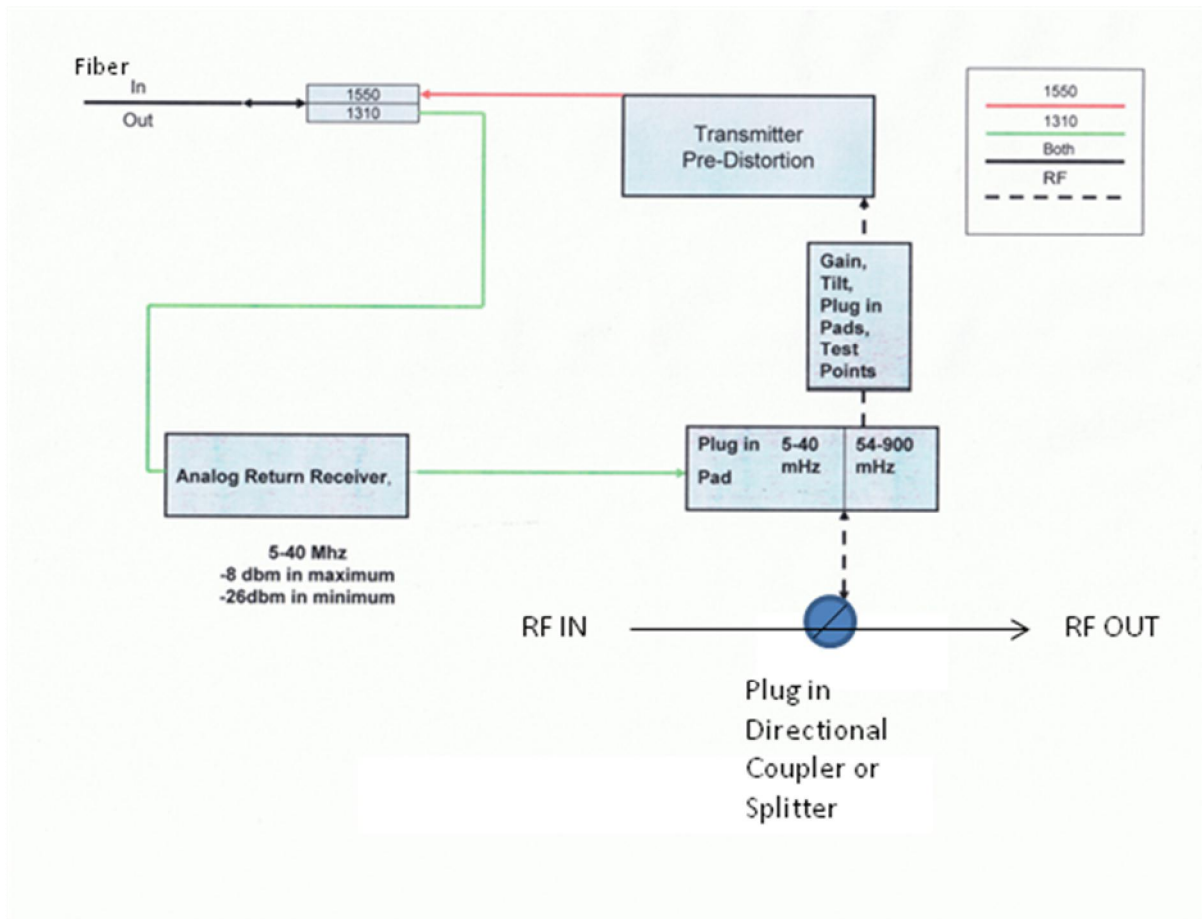 Fiber
In
Out
1550
1310
Transmitter
Pre-Distortion
1550
1310
Both
RF
Gain,
Tilt,
Plug in
Pads,
Test
Points
Plug in
Pad
5-40
mHz
54-900
mHz
Analog Return Receiver,
5-40 Mhz
-8 dbm in maximum
-26dbm in minimum
RF IN
RF OUT
Plug in
Directional
Coupler or
Splitter